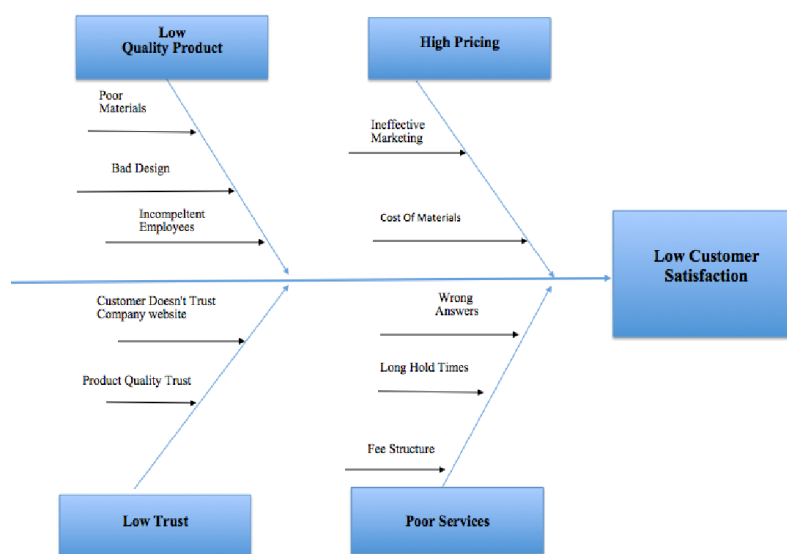 Low
Quality Product
High Pricing
Poor
Materials
Ineffective
Marketing
Bad Design
Incompeltent
Employees
Cost Of Materials
Low Customer
Satisfaction
Customer Doesn't Trust
Company website
Wrong
Answers
Product Quality Trust
Long Hold Times
Fee Structure
Low Trust
Poor Services